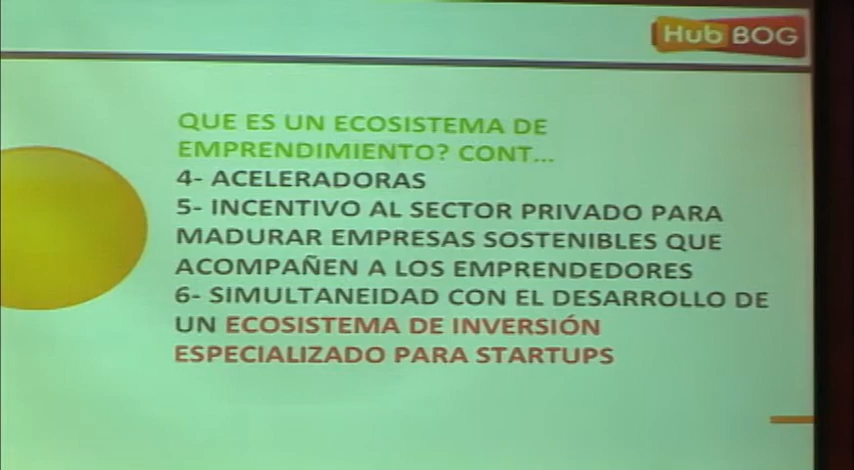 Hub BOG
QUE ES UN ECOSISTEMA DE
EMPRENDIMIENTO? CONT...
4- ACELERADORAS
5- INCENTIVO AL SECTOR PRIVADO PARA
MADURAR EMPRESAS SOSTENIBLES QUE
ACOMPAÑEN A LOS EMPRENDEDORES
6- SIMULTANEIDAD CON EL DESARROLLO DE
UN ECOSISTEMA DE INVERSIÓN
ESPECIALIZADO PARA STARTUPS